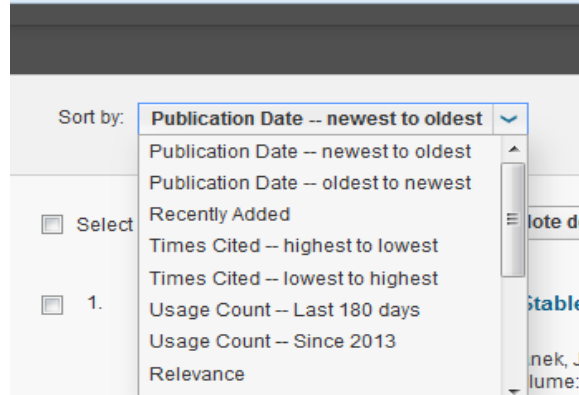 Sort by: Publication Date -- newest to oldest
Publication Date -- newest to oldest
Publication Date -- oldest to newest
Recently Added
Select
Times Cited -- highest to lowest
Times Cited -- lowest to highest
1.
Usage Count -- Last 180 days
Usage Count -- Since 2013
Relevance